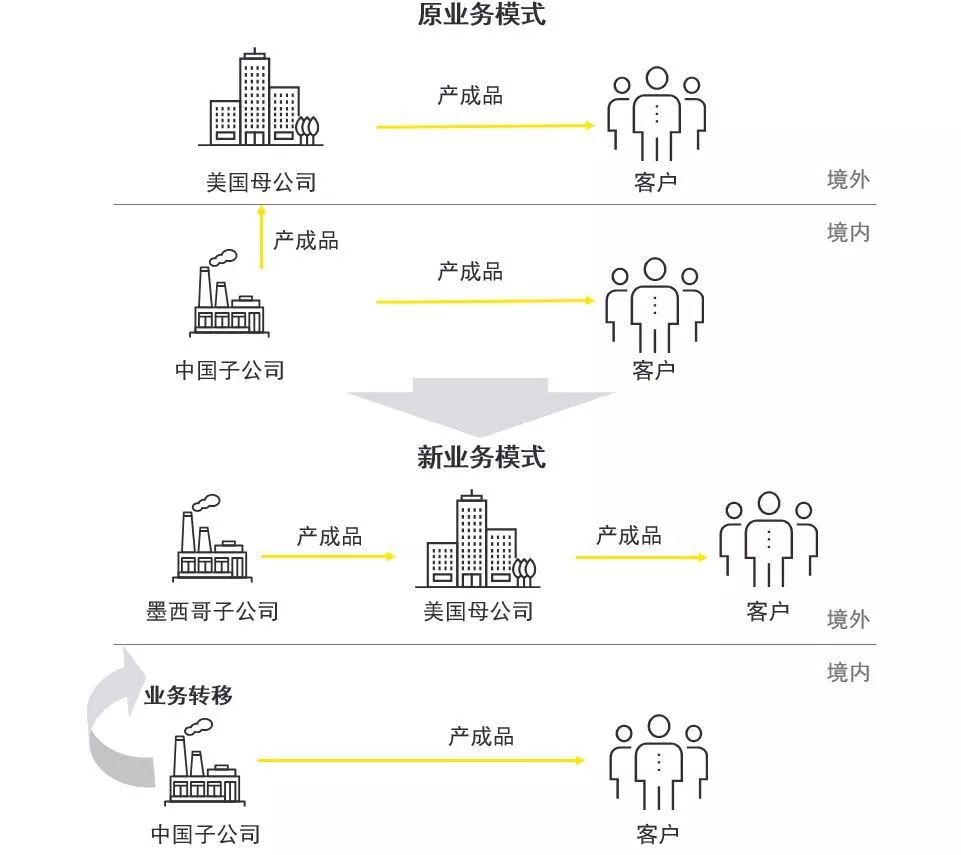 原业务模式
产成品
美国母公司
客户
境外
境内
产成品
产成品
中国子公司
客户
新业务模式
产成品
产成品
墨西哥子公司
美国母公司
客户
境外
境内
业务转移
产成品
中国子公司
客户